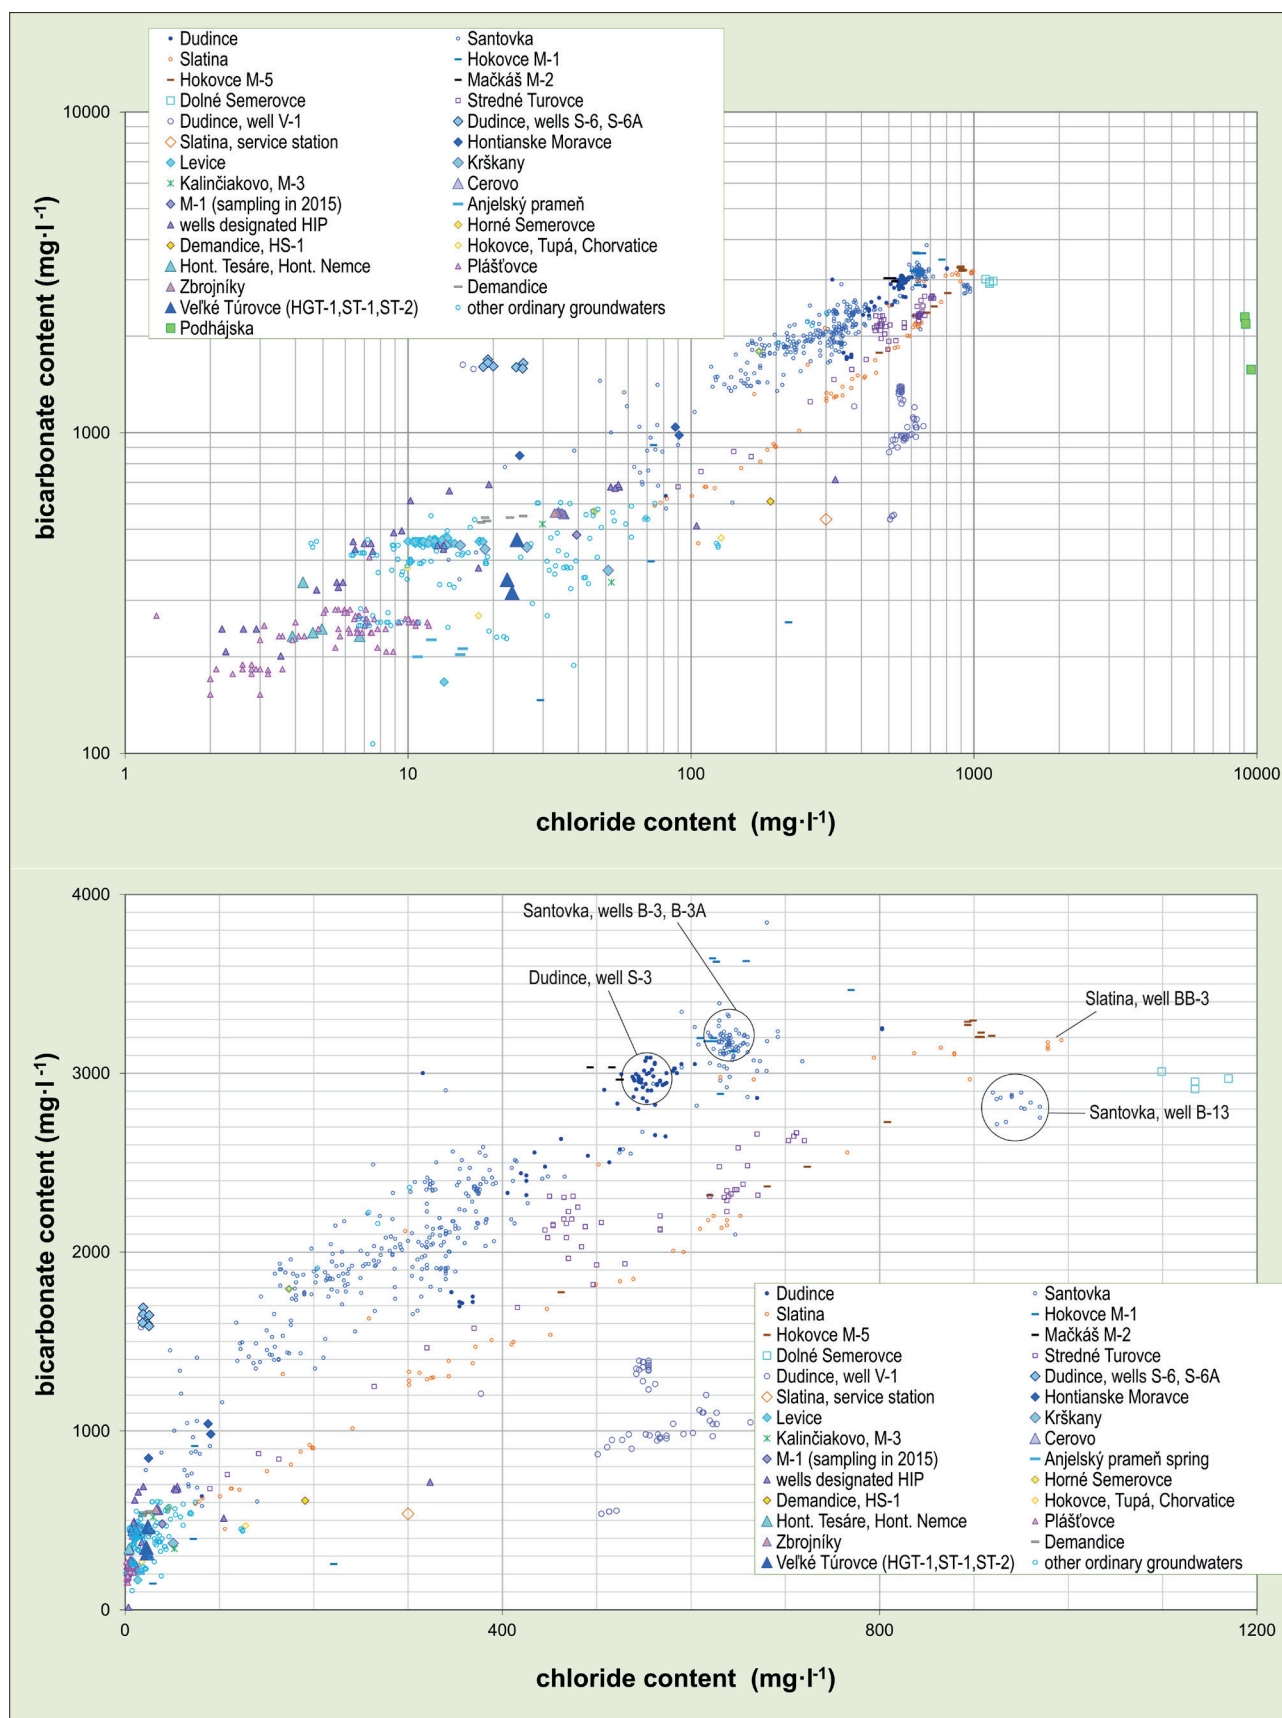 Dudince
Santovka
Slatina
Hokovce M-1
Hokovce M-5
Mačkáš M-2
Dolné Semerovce
Stredné Turovce
Dudince, well V-1
Dudince, wells S-6, S-6A
Slatina, service station
Hontianske Moravce
Levice
Krškany
Kalinčiakovo, M-3
Cerovo
M-1 (sampling in 2015)
Anjelský prameň
wells designated HIP
Horné Semerovce
Demandice, HS-1
Hokovce, Tupá, Chorvatice
Hont. Tesáre, Hont. Nemce
Plášťovce
Zbrojníky
Demandice
Veľké Túrovce (HGT-1,ST-1,ST-2)
other ordinary groundwaters
Podhájska
10000
1000
100
bicarbonate content (mg·l-1)
1
10
100
1000
10000
chloride content (mg·l-1)
4000
3000
2000
1000
0
bicarbonate content (mg·l-1)
Santovka, wells B-3, B-3A
Dudince, well S-3
Slatina, well BB-3
Santovka, well B-13
Dudince
Santovka
Slatina
Hokovce M-1
Hokovce M-5
Mačkáš M-2
Dolné Semerovce
Stredné Turovce
Dudince, well V-1
Dudince, wells S-6, S-6A
Slatina, service station
Hontianske Moravce
Levice
Krškany
Kalinčiakovo, M-3
Cerovo
M-1 (sampling in 2015)
Anjelský prameň spring
wells designated HIP
Horné Semerovce
Demandice, HS-1
Hokovce, Tupá, Chorvatice
Hont. Tesáre, Hont. Nemce
Plášťovce
Zbrojníky
Demandice
Veľké Túrovce (HGT-1,ST-1,ST-2)
other ordinary groundwaters
0
400
800
1200
chloride content (mg·l-1)